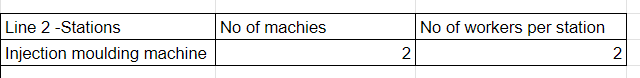 Line 2 -Stations No of machies No of workers per station
Injection moulding machine 2 2